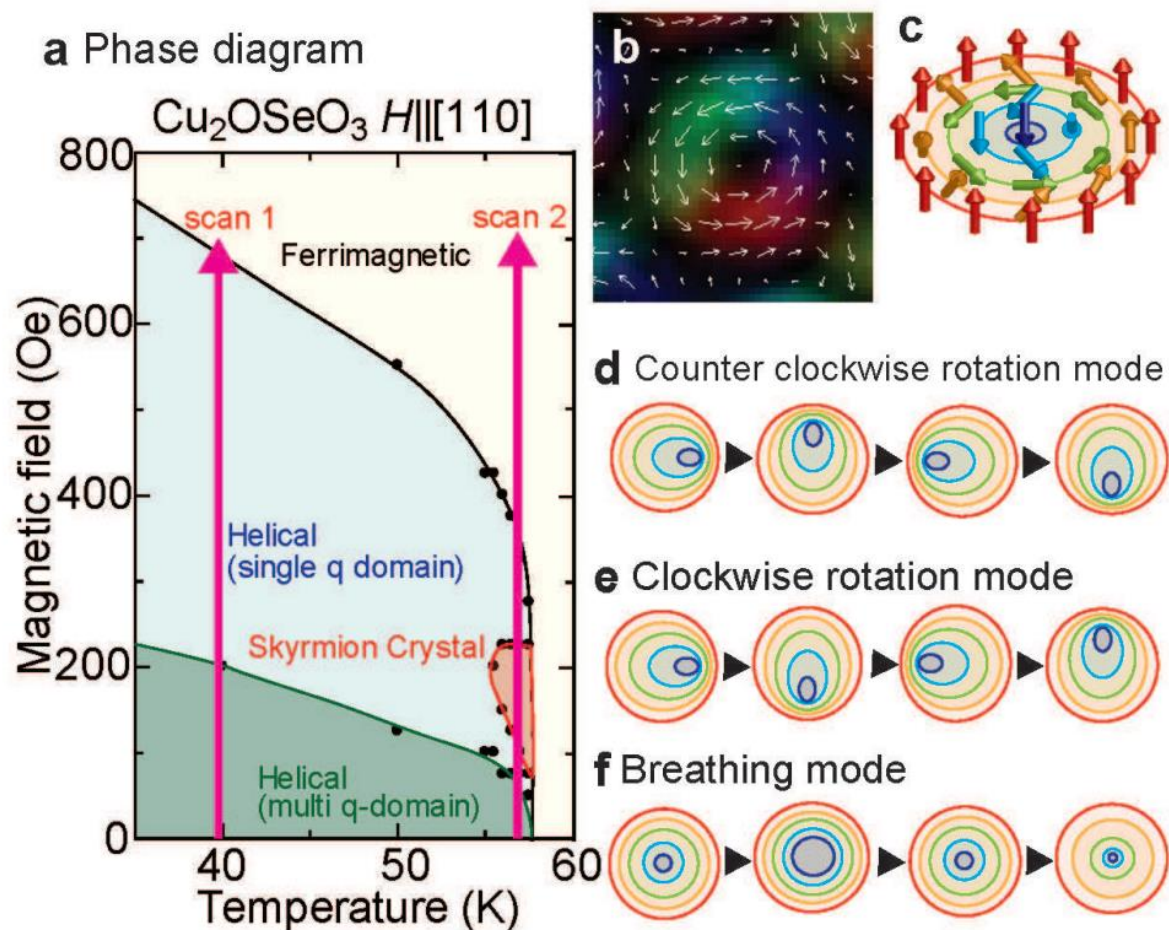 a Phase diagram
Cu₂OSeO₃ H||[110]
800
600
400
200
0
Magnetic field (Oe)
scan 1
scan 2
Ferrimagnetic
Helical
(single q domain)
Skyrmion Crystal
Helical
(multi q-domain)
40
50
60
Temperature (K)
b
c
d Counter clockwise rotation mode
e Clockwise rotation mode
f Breathing mode